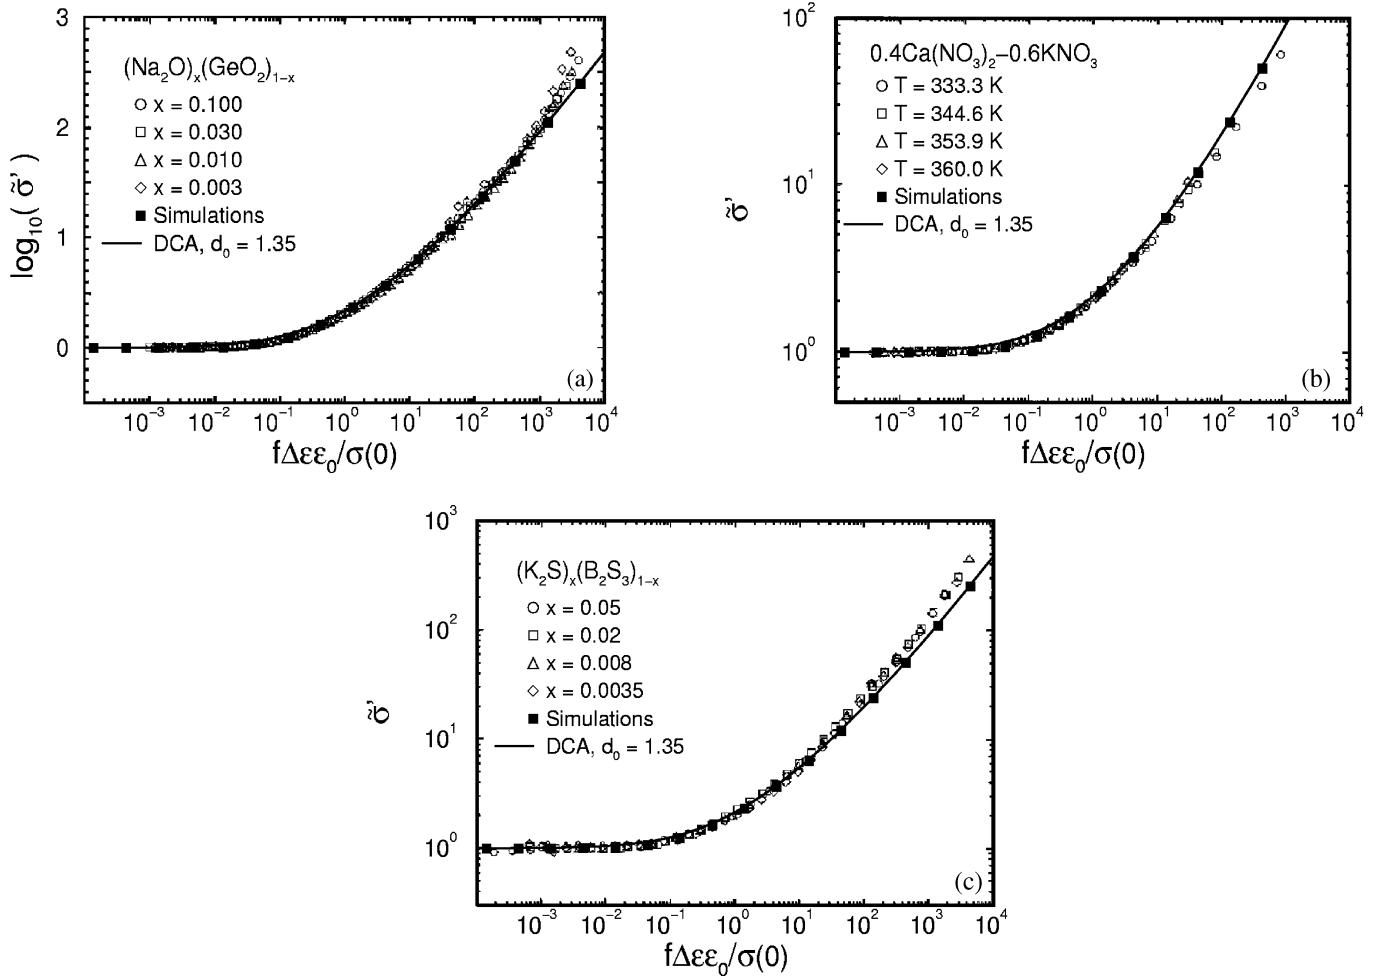 3
2
1
0
log₁₀( σ̃' )
(Na₂O)ₓ(GeO₂)₁₋ₓ
x = 0.100
x = 0.030
x = 0.010
x = 0.003
Simulations
DCA, d₀ = 1.35
(a)
10⁻³ 10⁻² 10⁻¹ 10⁰ 10¹ 10² 10³ 10⁴
fΔεε₀/σ(0)
10²
10¹
10⁰
σ̃'
0.4Ca(NO₃)₂−0.6KNO₃
T = 333.3 K
T = 344.6 K
T = 353.9 K
T = 360.0 K
Simulations
DCA, d₀ = 1.35
(b)
10⁻³ 10⁻² 10⁻¹ 10⁰ 10¹ 10² 10³ 10⁴
fΔεε₀/σ(0)
10³
10²
10¹
10⁰
σ̃'
(K₂S)ₓ(B₂S₃)₁₋ₓ
x = 0.05
x = 0.02
x = 0.008
x = 0.0035
Simulations
DCA, d₀ = 1.35
(c)
10⁻³ 10⁻² 10⁻¹ 10⁰ 10¹ 10² 10³ 10⁴
fΔεε₀/σ(0)